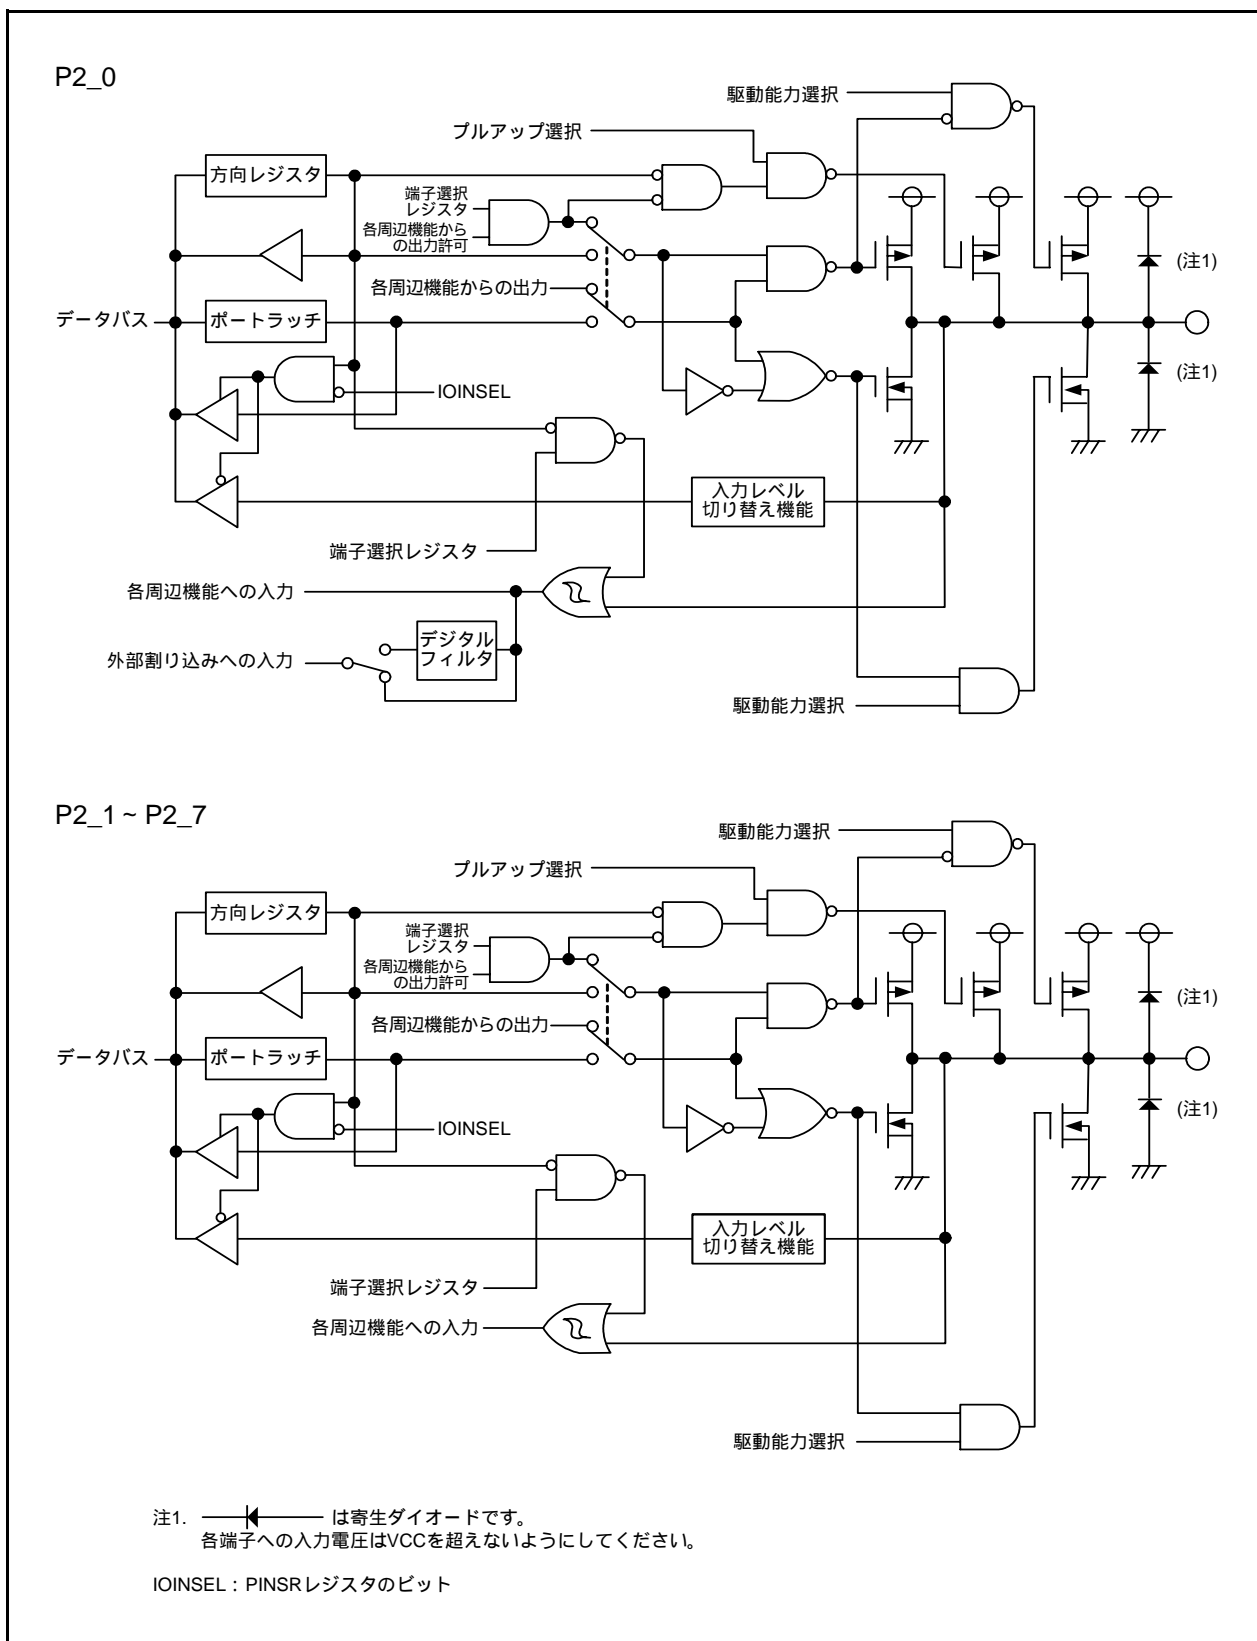 P2_0
駆動能力選択
プルアップ選択
方向レジスタ
端子選択
レジスタ
各周辺機能から
の出力許可
(注1)
各周辺機能からの出力
データバス
ポートラッチ
(注1)
IOINSEL
入力レベル
切り替え機能
端子選択レジスタ
各周辺機能への入力
デジタル
フィルタ
外部割り込みへの入力
駆動能力選択
P2_1 ~ P2_7
駆動能力選択
プルアップ選択
方向レジスタ
端子選択
レジスタ
各周辺機能から
の出力許可
(注1)
各周辺機能からの出力
データバス
ポートラッチ
(注1)
IOINSEL
入力レベル
切り替え機能
端子選択レジスタ
各周辺機能への入力
駆動能力選択
注1. は寄生ダイオードです。
各端子への入力電圧はVCCを超えないようにしてください。
IOINSEL : PINSRレジスタのビット